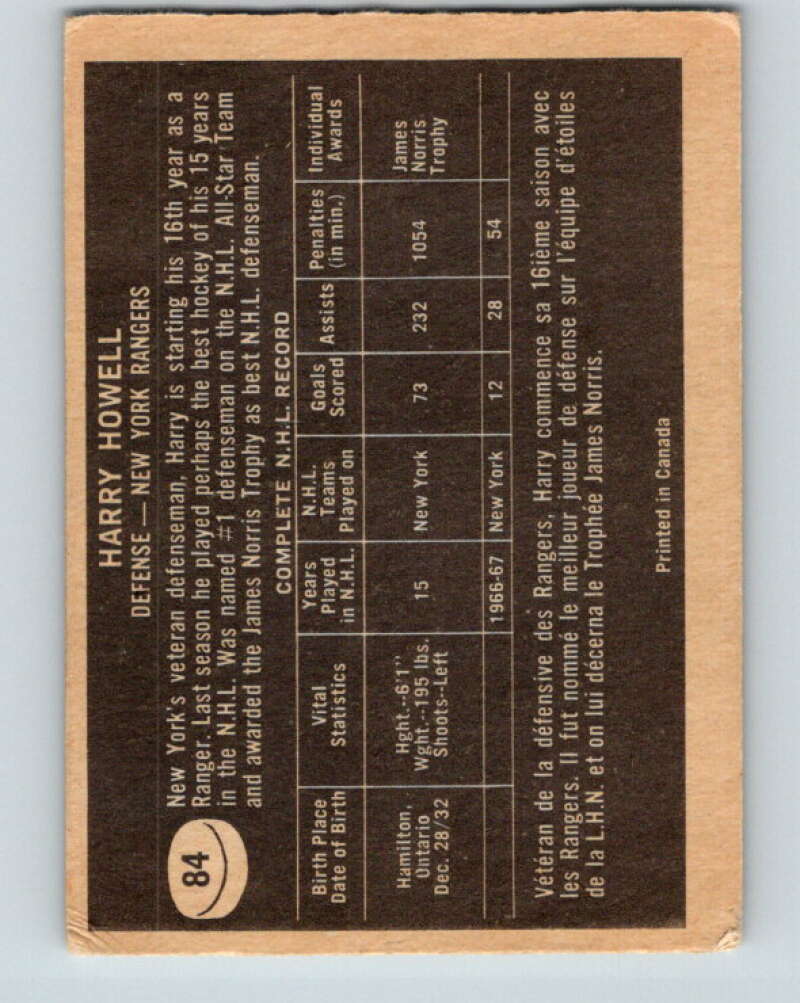 HARRY HOWELL
DEFENSE — NEW YORK RANGERS
84
New York's veteran defenseman, Harry is starting his 16th year as a
Ranger. Last season he played perhaps the best hockey of his 15 years
in the N.H.L. Was named #1 defenseman on the N.H.L. All-Star Team
and awarded the James Norris Trophy as best N.H.L. defenseman.
COMPLETE N.H.L. RECORD
Birth Place
Date of Birth
Vital
Statistics
Years
Played
in N.H.L.
N.H.L.
Teams
Played on
Goals
Scored
Assists
Penalties
(in min.)
Individual
Awards
Hamilton,
Ontario
Dec. 28/32
Hght.--6'1"
Wght.--195 lbs.
Shoots--Left
15
New York
73
232
1054
James
Norris
Trophy
1966-67
New York
12
28
54
Vétéran de la défensive des Rangers, Harry commence sa 16ième saison avec
les Rangers. Il fut nommé le meilleur joueur de défense sur l'équipe d'étoiles
de la L.H.N. et on lui décerna le Trophée James Norris.
Printed in Canada